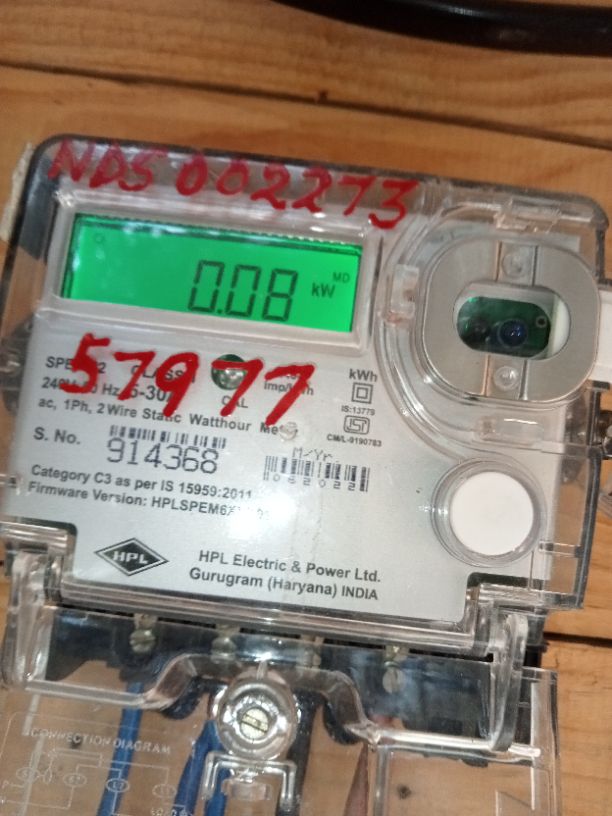 NDS 002273
MD
0.08 kW
57977
CAL
kWh
IS:13779
CM/L-9190783
ac, 1Ph, 2 Wire Static Watthour
S. No. 914368
M/Yr.
062022
Category C3 as per IS 15959:2011
Firmware Version:
HPL
HPL Electric & Power Ltd.
Gurugram (Haryana) INDIA
CONNECTION DIAGRAM